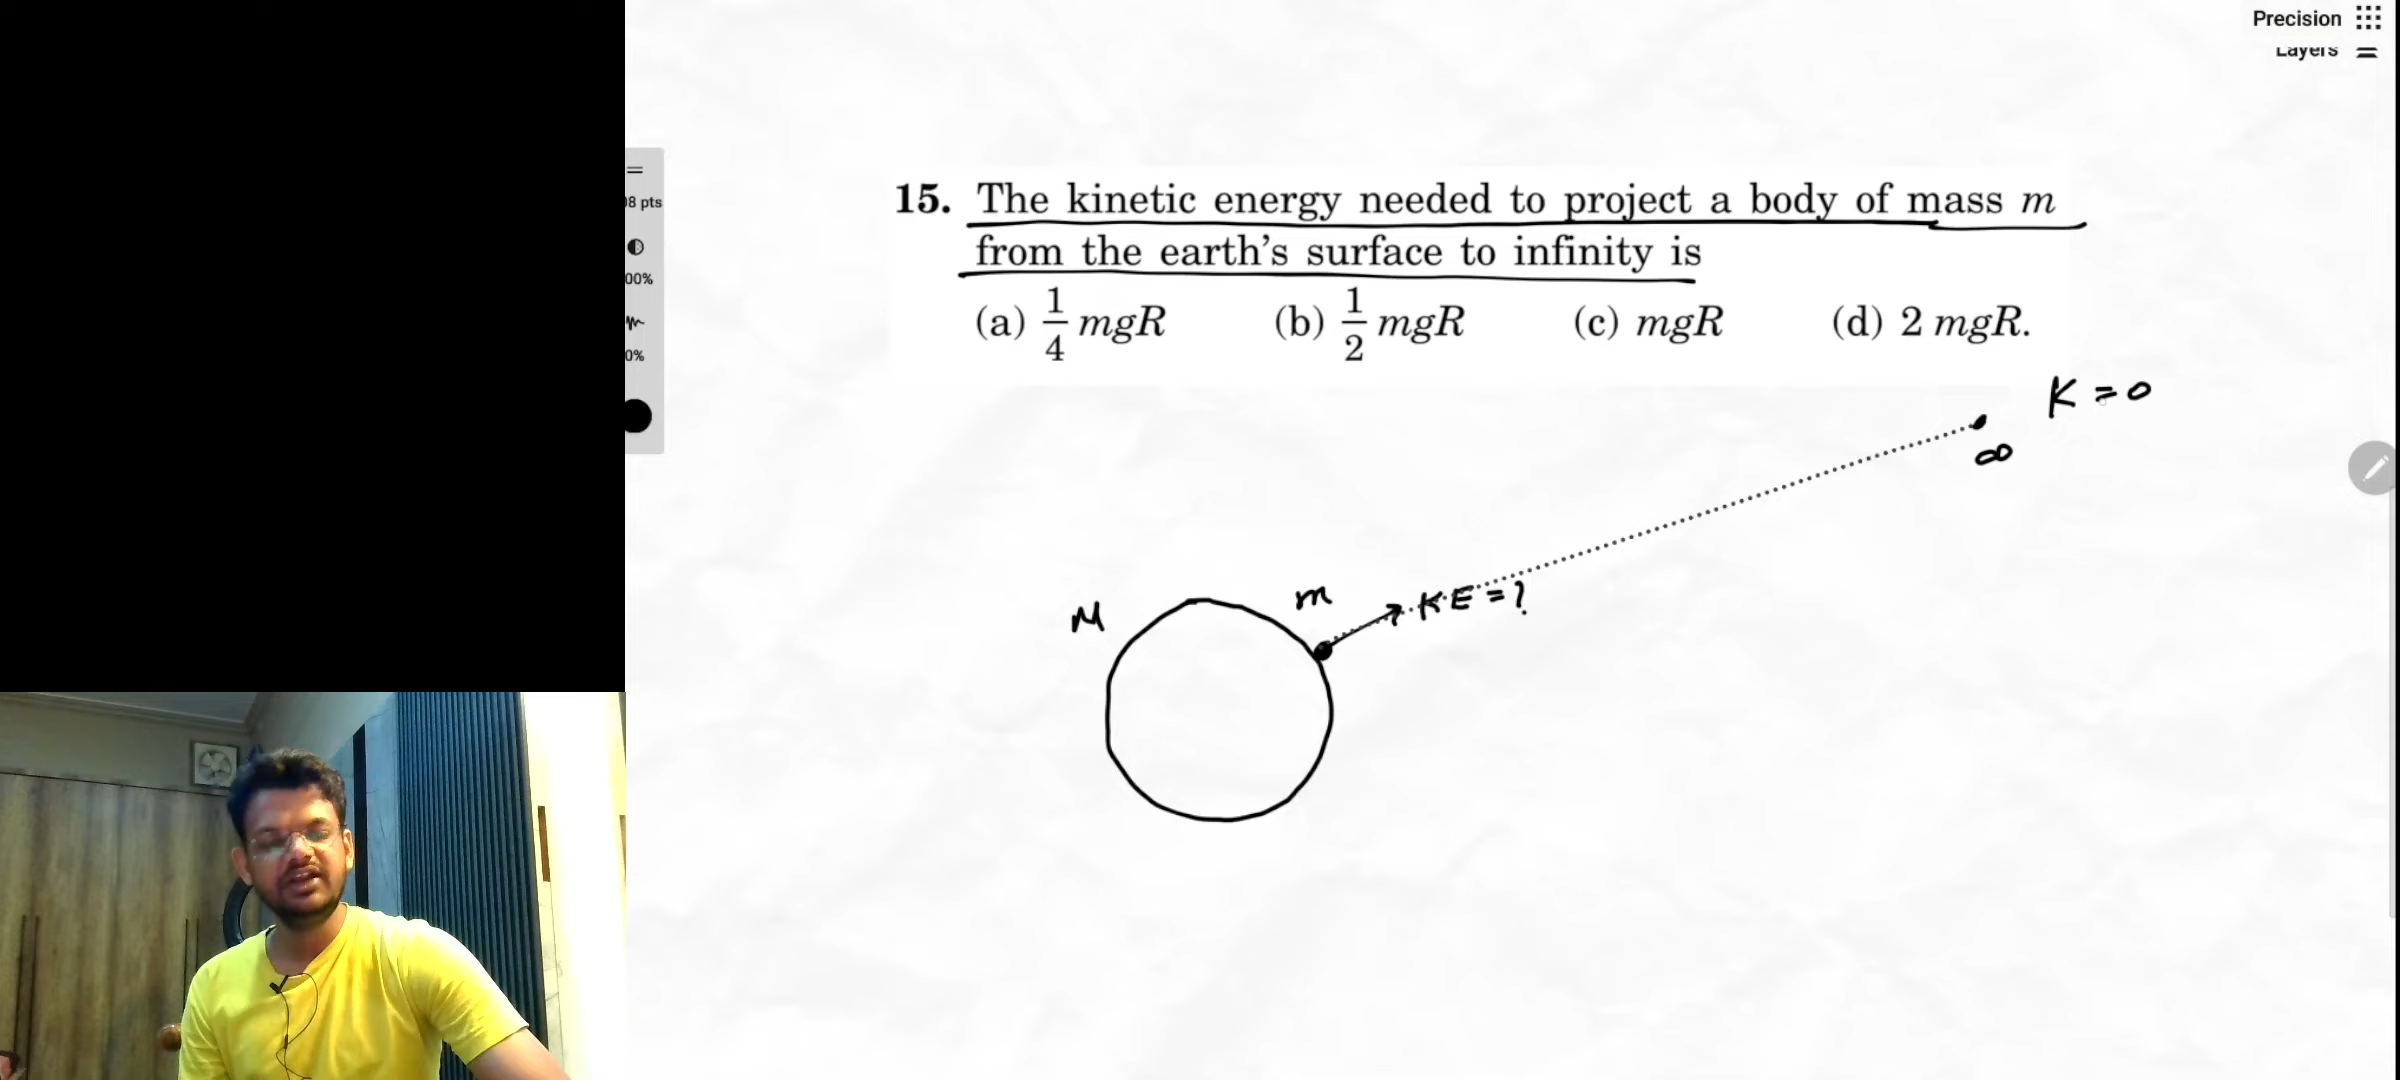 Precision
Layers
8 pts
00%
0%
15. The kinetic energy needed to project a body of mass m
from the earth's surface to infinity is
(a) 1/4 mgR (b) 1/2 mgR (c) mgR (d) 2 mgR.
K = 0
∞
M
m
KE = ?